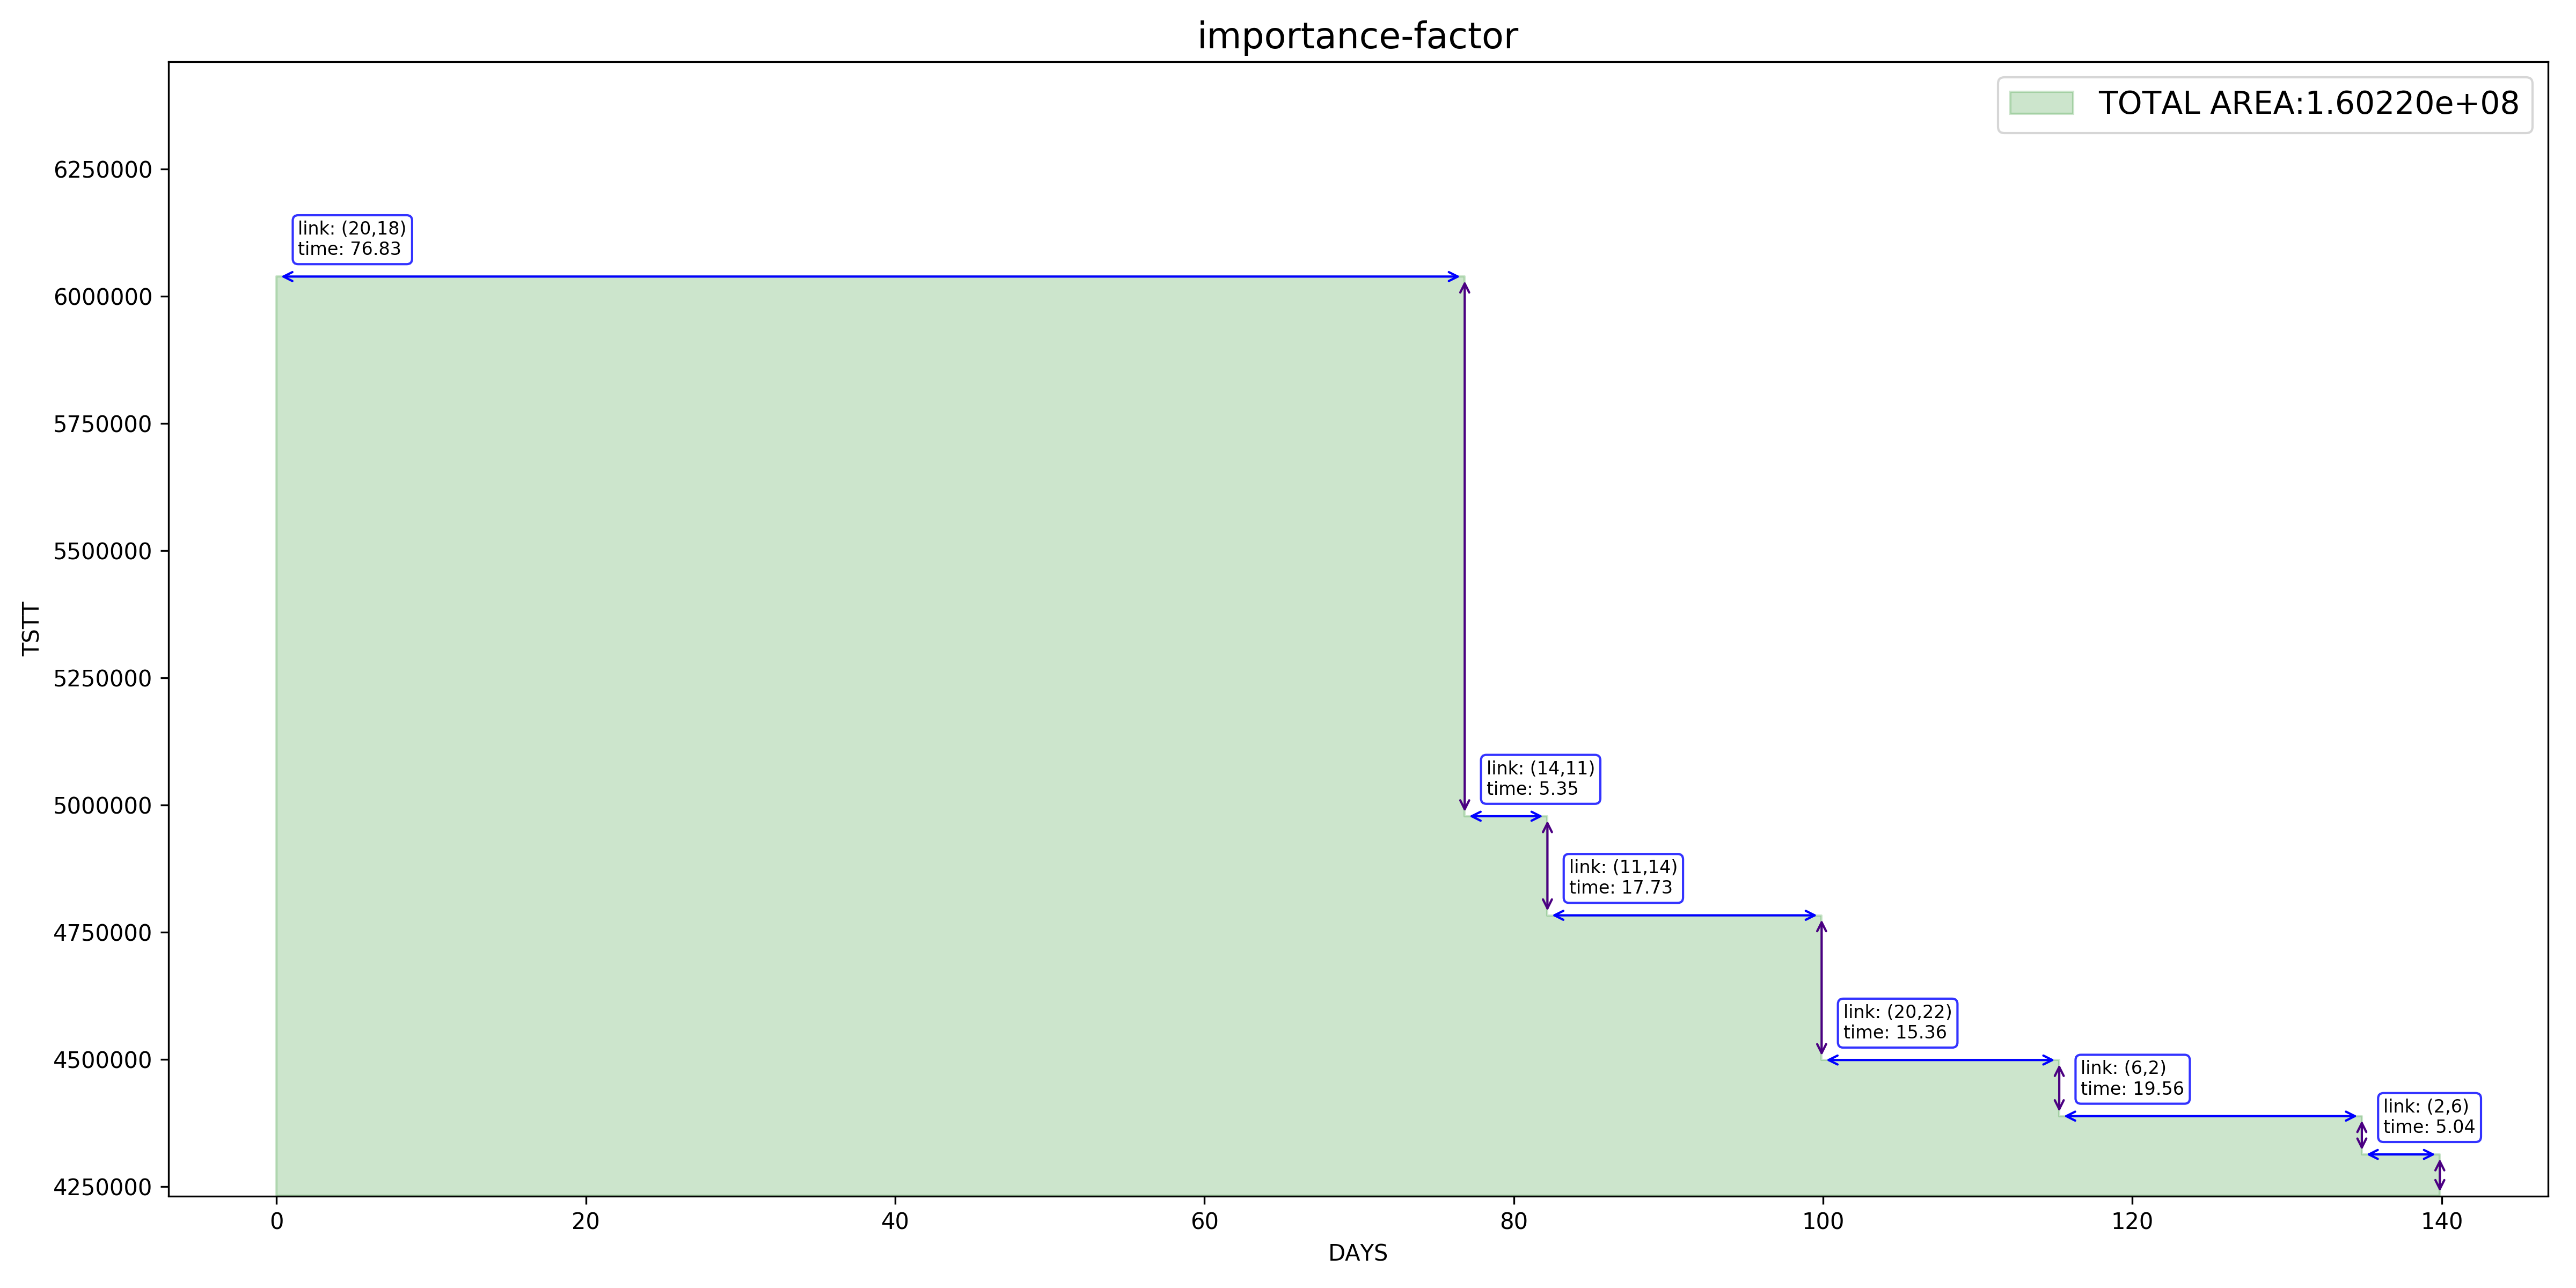 importance-factor
TOTAL AREA:1.60220e+08
6250000
6000000
5750000
5500000
5250000
5000000
4750000
4500000
4250000
TSTT
link: (20,18)
time: 76.83
link: (14,11)
time: 5.35
link: (11,14)
time: 17.73
link: (20,22)
time: 15.36
link: (6,2)
time: 19.56
link: (2,6)
time: 5.04
0 20 40 60 80 100 120 140
DAYS